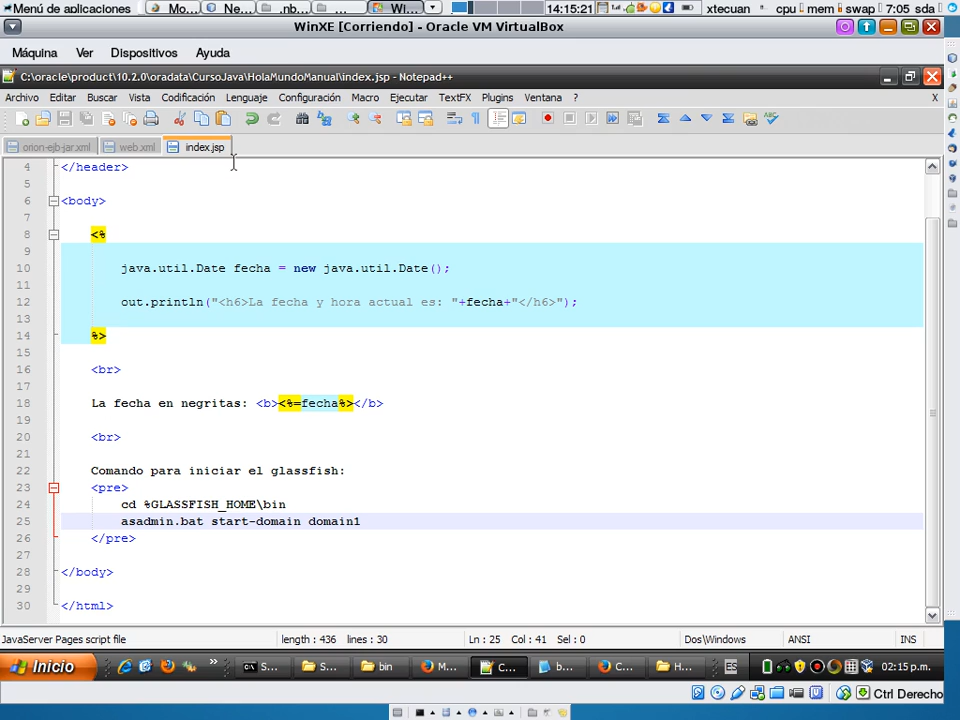 Menú de aplicaciones Mo... Ne... .nb... ... WI... xtecuan 14:15:21 cpu mem swap 7:05 sda
WinXE [Corriendo] - Oracle VM VirtualBox
Máquina Ver Dispositivos Ayuda
C:\oracle\product\10.2.0\oradata\CursoJava\HolaMundoManual\index.jsp - Notepad++
Archivo Editar Buscar Vista Codificación Lenguaje Configuración Macro Ejecutar TextFX Plugins Ventana ? X
orion-ejb-jar.xml web.xml index.jsp
4 </header>
5
6 <body>
7
8 <%
9
10 java.util.Date fecha = new java.util.Date();
11
12 out.println("<h6>La fecha y hora actual es: "+fecha+"</h6>");
13
14 %>
15
16 <br>
17
18 La fecha en negritas: <b><%=fecha%></b>
19
20 <br>
21
22 Comando para iniciar el glassfish:
23 <pre>
24 cd %GLASSFISH_HOME\bin
25 asadmin.bat start-domain domain1
26 </pre>
27
28 </body>
29
30 </html>
JavaServer Pages script file length : 436 lines : 30 Ln : 25 Col : 41 Sel : 0 Dos\Windows ANSI INS
Inicio » S... S... bin M... C... b... C... H... ES 02:15 p.m.
Ctrl Derecho